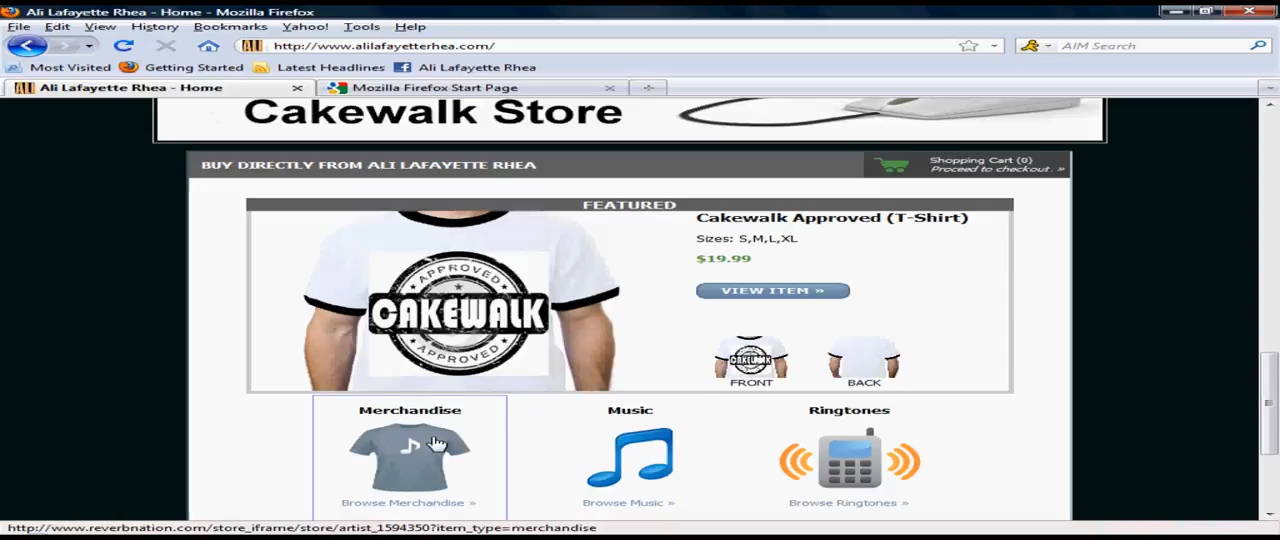 Ali Lafayette Rhea - Home - Mozilla Firefox
File Edit View History Bookmarks Yahoo! Tools Help
http://www.alilafayetterhea.com/
AIM Search
Most Visited Getting Started Latest Headlines Ali Lafayette Rhea
Ali Lafayette Rhea - Home Mozilla Firefox Start Page
Cakewalk Store
BUY DIRECTLY FROM ALI LAFAYETTE RHEA
Shopping Cart (0)
Proceed to checkout. »
FEATURED
APPROVED
CAKEWALK
APPROVED
Cakewalk Approved (T-Shirt)
Sizes: S,M,L,XL
$19.99
VIEW ITEM »
CAKEWALK
FRONT BACK
Merchandise Music Ringtones
Browse Merchandise » Browse Music » Browse Ringtones »
http://www.reverbnation.com/store_iframe/store/artist_1594350?item_type=merchandise